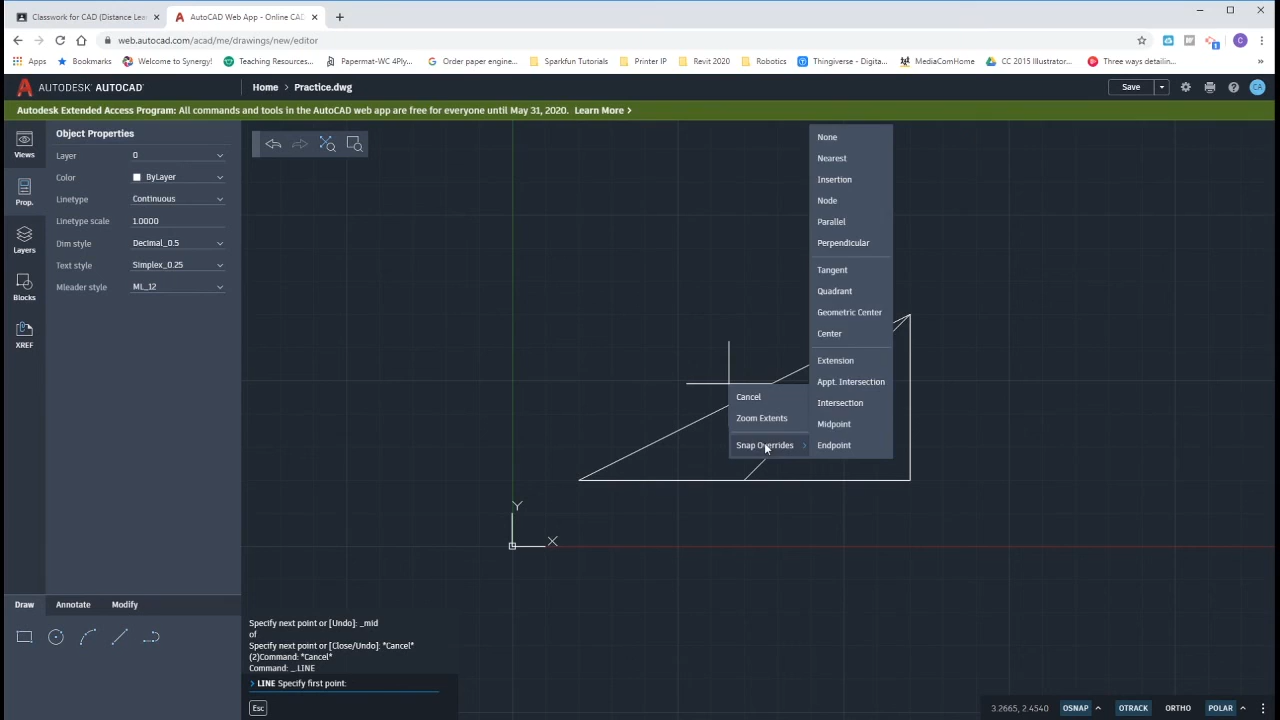 Classwork for CAD (Distance Lea
AutoCAD Web App - Online CAD
web.autocad.com/acad/me/drawings/new/editor
Apps
Bookmarks
Welcome to Synergy
Teaching Resources...
Papermat-WC 4Ply...
Order paper engine...
Sparkfun Tutorials
Printer IP
Revit 2020
Robotics
Thingiverse - Digita...
MediaComHome
CC 2015 Illustrator...
Three ways detailin...
AUTODESK® AUTOCAD®
Home > Practice.dwg
Save
CA
Autodesk Extended Access Program: All commands and tools in the AutoCAD web app are free for everyone until May 31, 2020. Learn More >
Views
Prop.
Layers
Blocks
XREF
Object Properties
Layer 0
Color ByLayer
Linetype Continuous
Linetype scale 1.0000
Dim style Decimal_0.5
Text style Simplex_0.25
Mleader style ML_12
None
Nearest
Insertion
Node
Parallel
Perpendicular
Tangent
Quadrant
Geometric Center
Center
Extension
Appt. Intersection
Intersection
Midpoint
Endpoint
Cancel
Zoom Extents
Snap Overrides
Y
X
Draw Annotate Modify
Specify next point or [Undo]: _mid
of
Specify next point or [Close/Undo]: *Cancel*
(2)Command: *Cancel*
Command: _.LINE
> LINE Specify first point:
Esc
3.2665, 2.4540 OSNAP OTRACK ORTHO POLAR